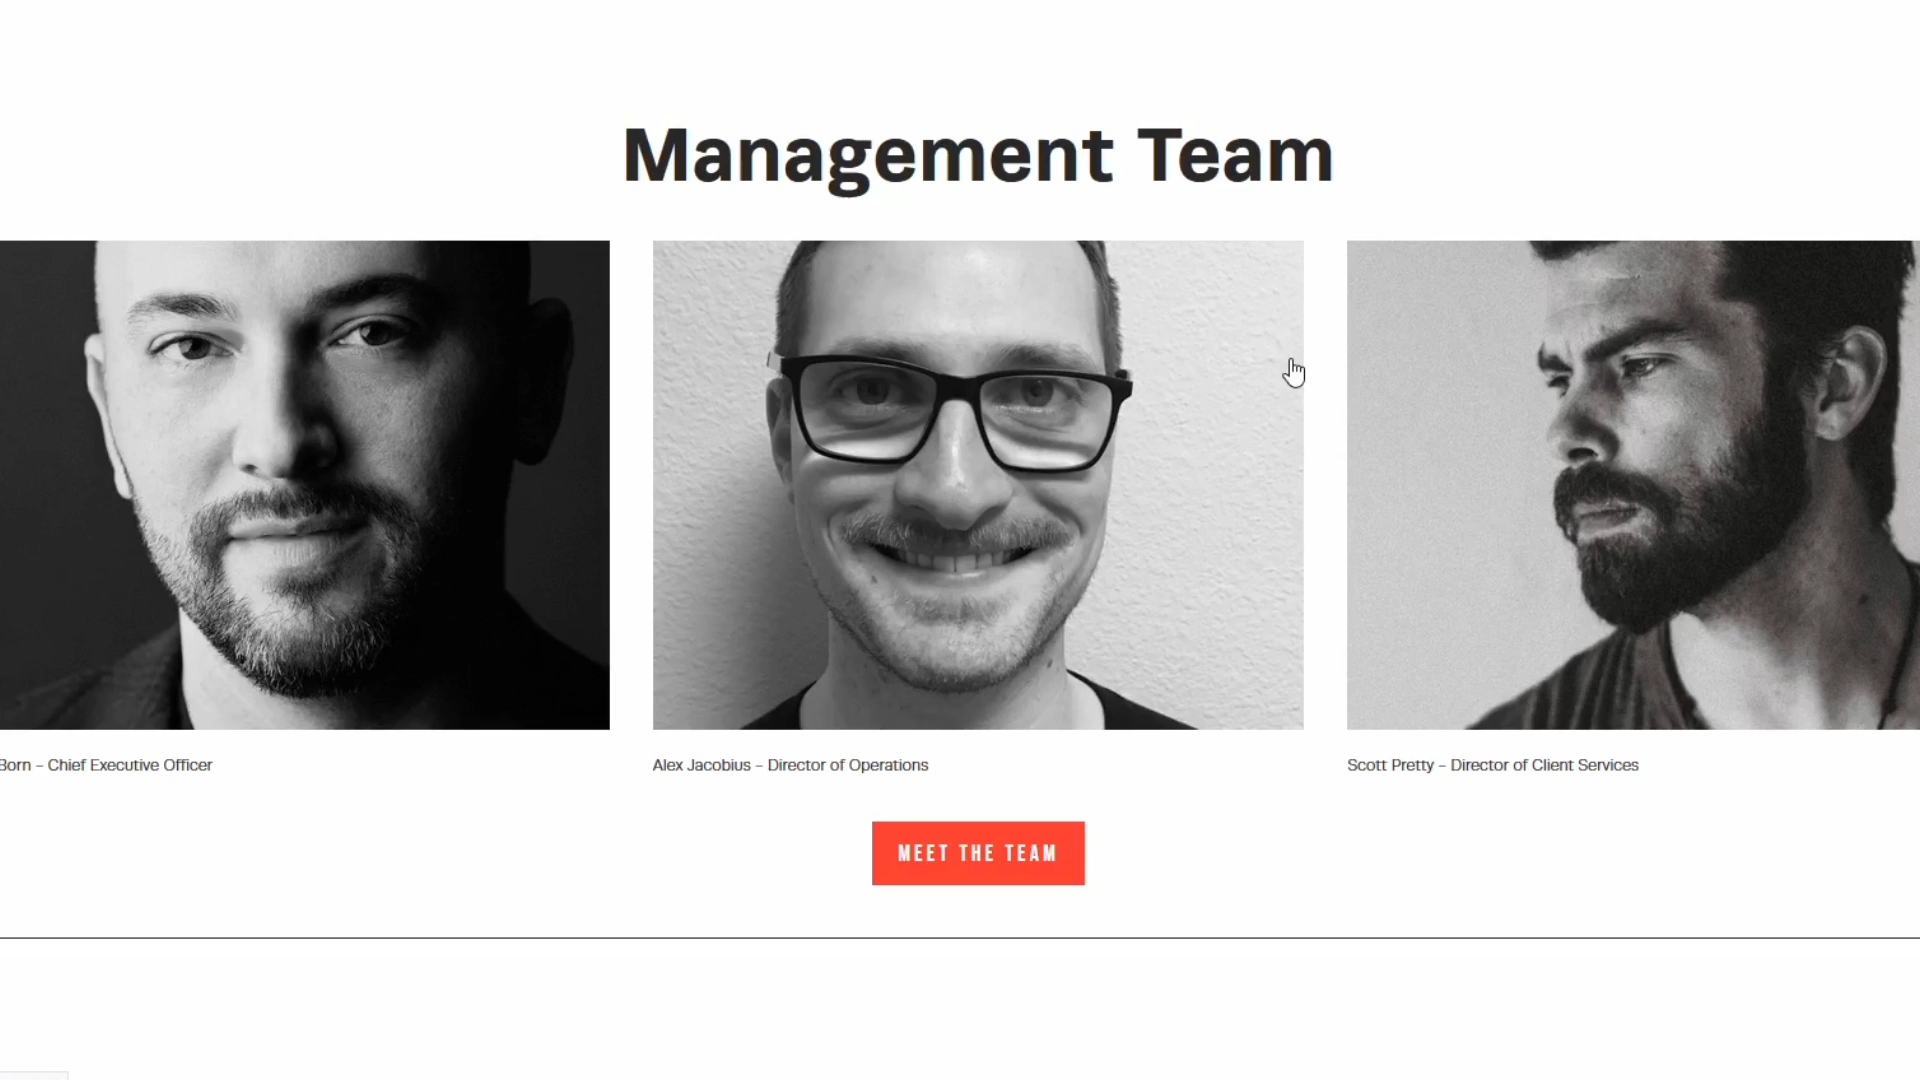 Management Team
Born – Chief Executive Officer
Alex Jacobius – Director of Operations
Scott Pretty – Director of Client Services
MEET THE TEAM